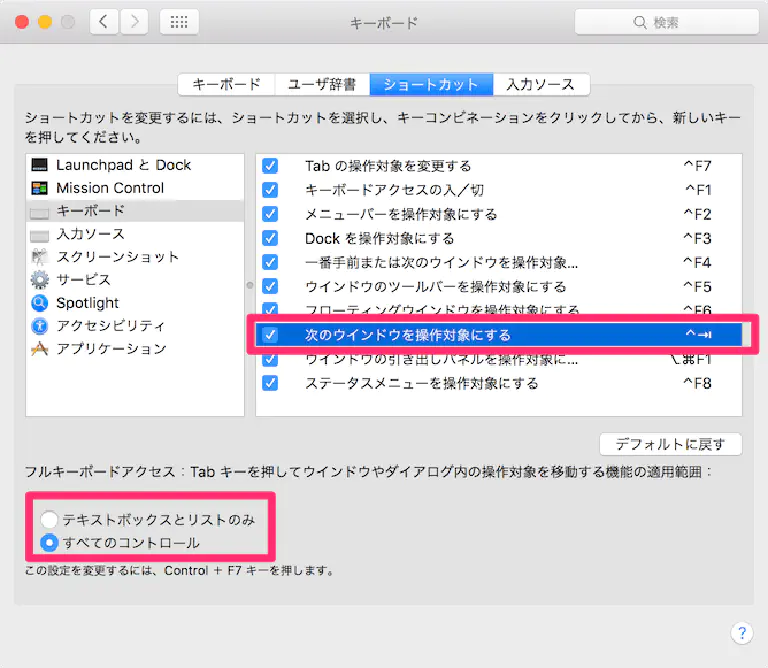 キーボード
検索
キーボード ユーザ辞書 ショートカット 入力ソース
ショートカットを変更するには、ショートカットを選択し、キーコンビネーションをクリックしてから、新しいキー
を押してください。
Launchpad と Dock
Mission Control
キーボード
入力ソース
スクリーンショット
サービス
Spotlight
アクセシビリティ
アプリケーション
Tab の操作対象を変更する ^F7
キーボードアクセスの入／切 ^F1
メニューバーを操作対象にする ^F2
Dock を操作対象にする ^F3
一番手前または次のウインドウを操作対象... ^F4
ウインドウのツールバーを操作対象にする ^F5
フローティングウインドウを操作対象にする ^F6
次のウインドウを操作対象にする ^⇥
ウインドウの引き出しパネルを操作対象に... ⌥⌘F1
ステータスメニューを操作対象にする ^F8
デフォルトに戻す
フルキーボードアクセス：Tab キーを押してウインドウやダイアログ内の操作対象を移動する機能の適用範囲：
テキストボックスとリストのみ
すべてのコントロール
この設定を変更するには、Control + F7 キーを押します。
?